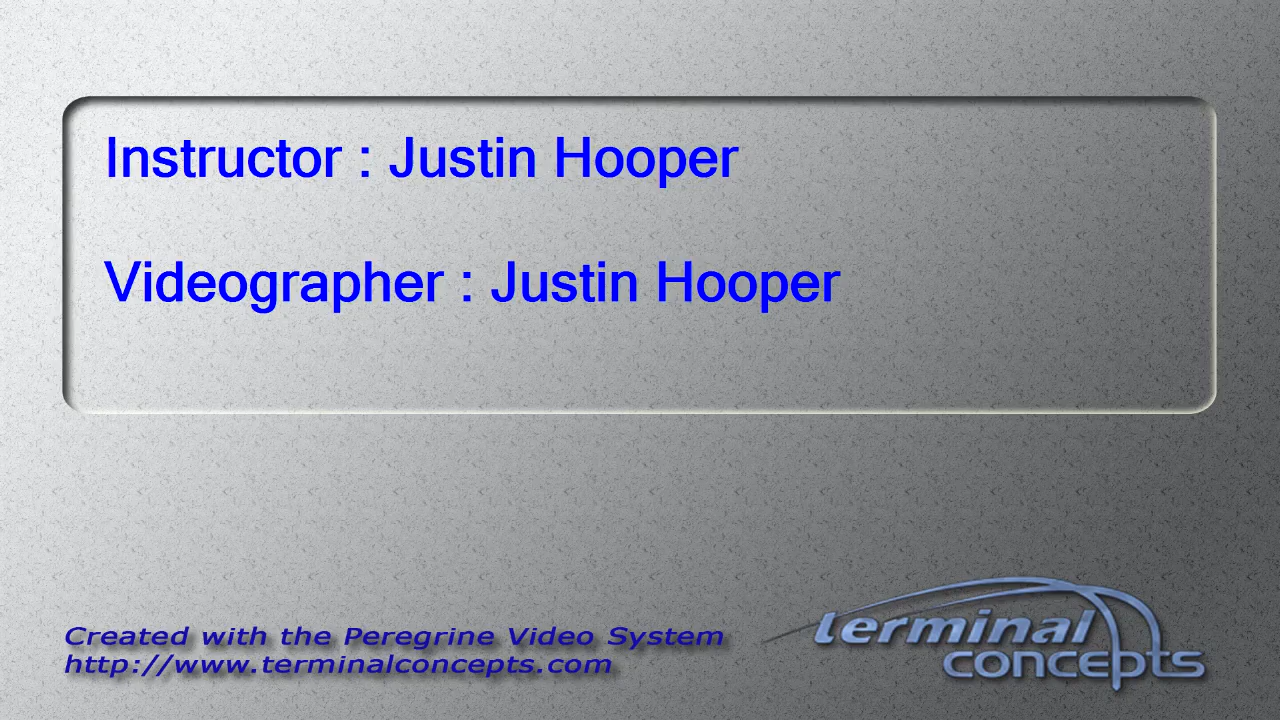 Instructor : Justin Hooper
Videographer : Justin Hooper
Created with the Peregrine Video System
http://www.terminalconcepts.com
terminal
concepts